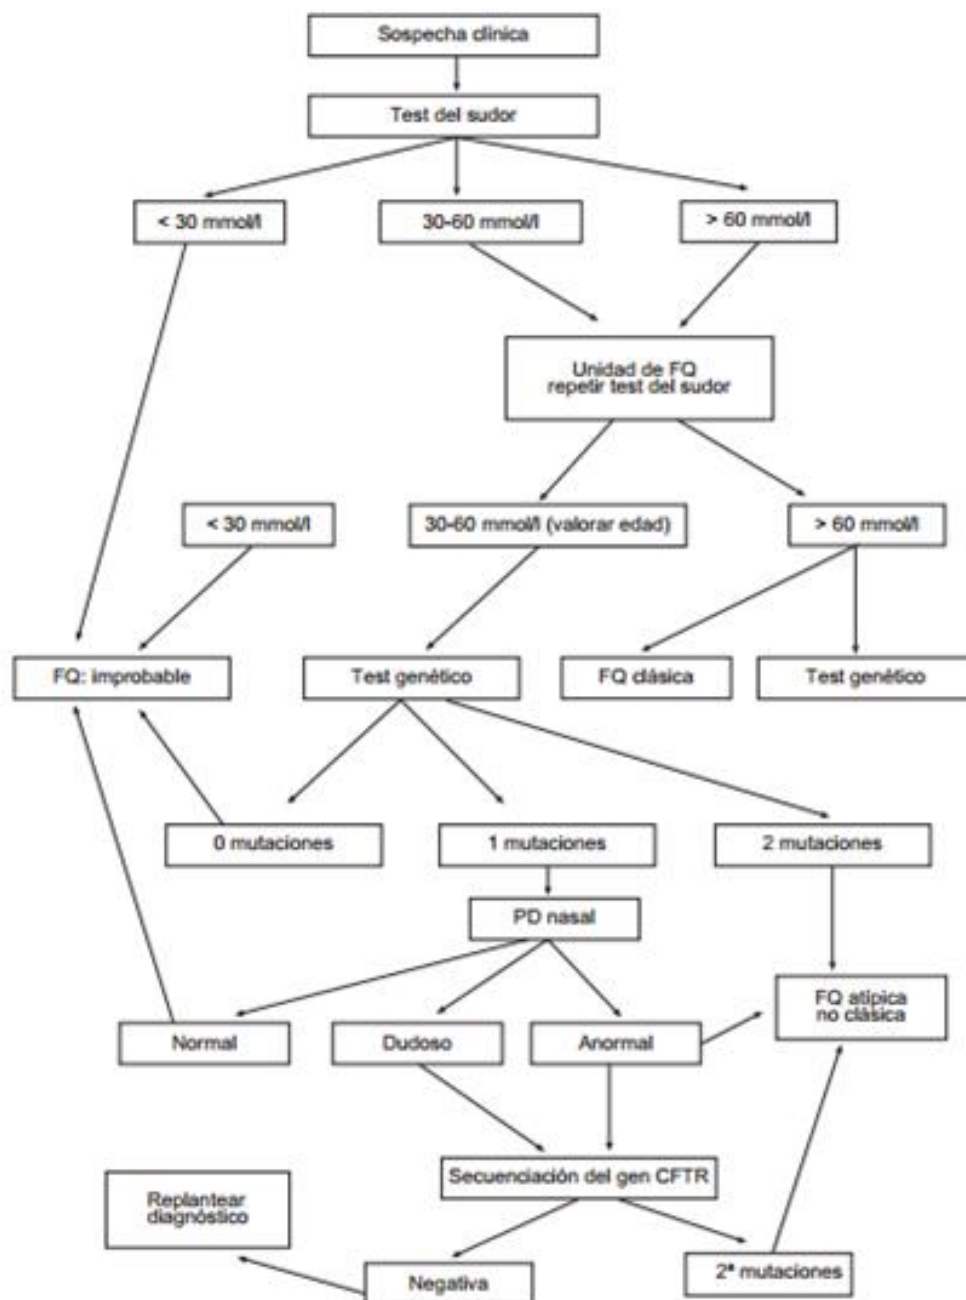 Sospecha clínica
Test del sudor
< 30 mmol/l
30-60 mmol/l
> 60 mmol/l
Unidad de FQ
repetir test del sudor
< 30 mmol/l
30-60 mmol/l (valorar edad)
> 60 mmol/l
FQ: improbable
Test genético
FQ clásica
Test genético
0 mutaciones
1 mutaciones
2 mutaciones
PD nasal
FQ atípica
no clásica
Normal
Dudoso
Anormal
Secuenciación del gen CFTR
Replantear
diagnóstico
Negativa
2ª mutaciones